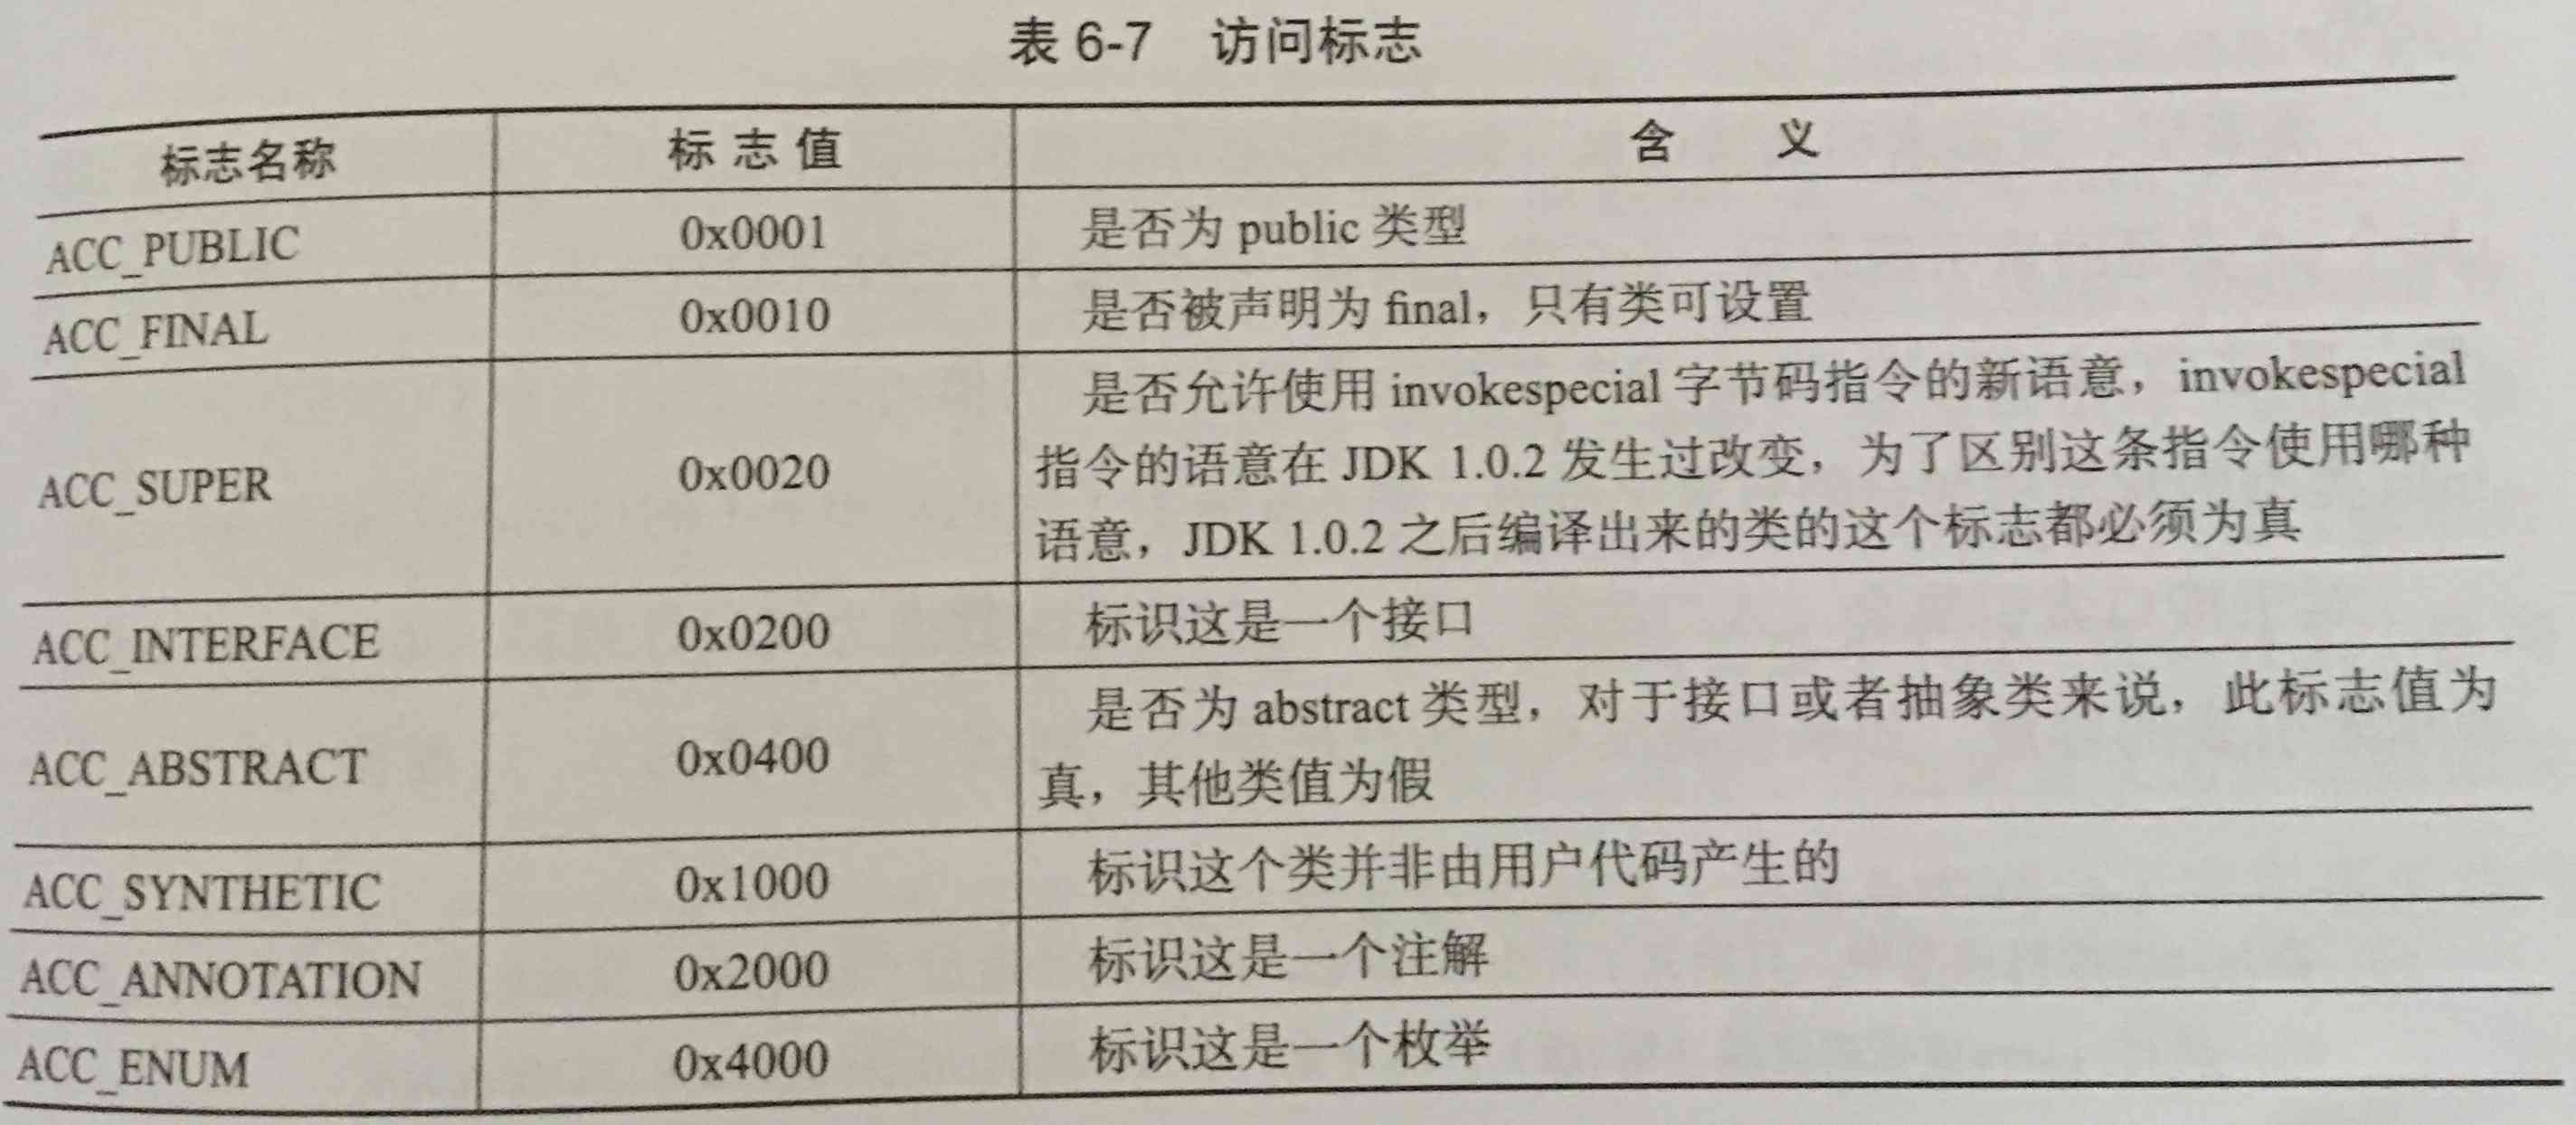 表 6-7 访问标志
标志名称 标 志 值 含 义
ACC_PUBLIC 0x0001 是否为 public 类型
ACC_FINAL 0x0010 是否被声明为 final，只有类可设置
是否允许使用 invokespecial 字节码指令的新语意，invokespecial
ACC_SUPER 0x0020 指令的语意在 JDK 1.0.2 发生过改变，为了区别这条指令使用哪种
语意，JDK 1.0.2 之后编译出来的类的这个标志都必须为真
ACC_INTERFACE 0x0200 标识这是一个接口
ACC_ABSTRACT 0x0400 是否为 abstract 类型，对于接口或者抽象类来说，此标志值为
真，其他类值为假
ACC_SYNTHETIC 0x1000 标识这个类并非由用户代码产生的
ACC_ANNOTATION 0x2000 标识这是一个注解
ACC_ENUM 0x4000 标识这是一个枚举